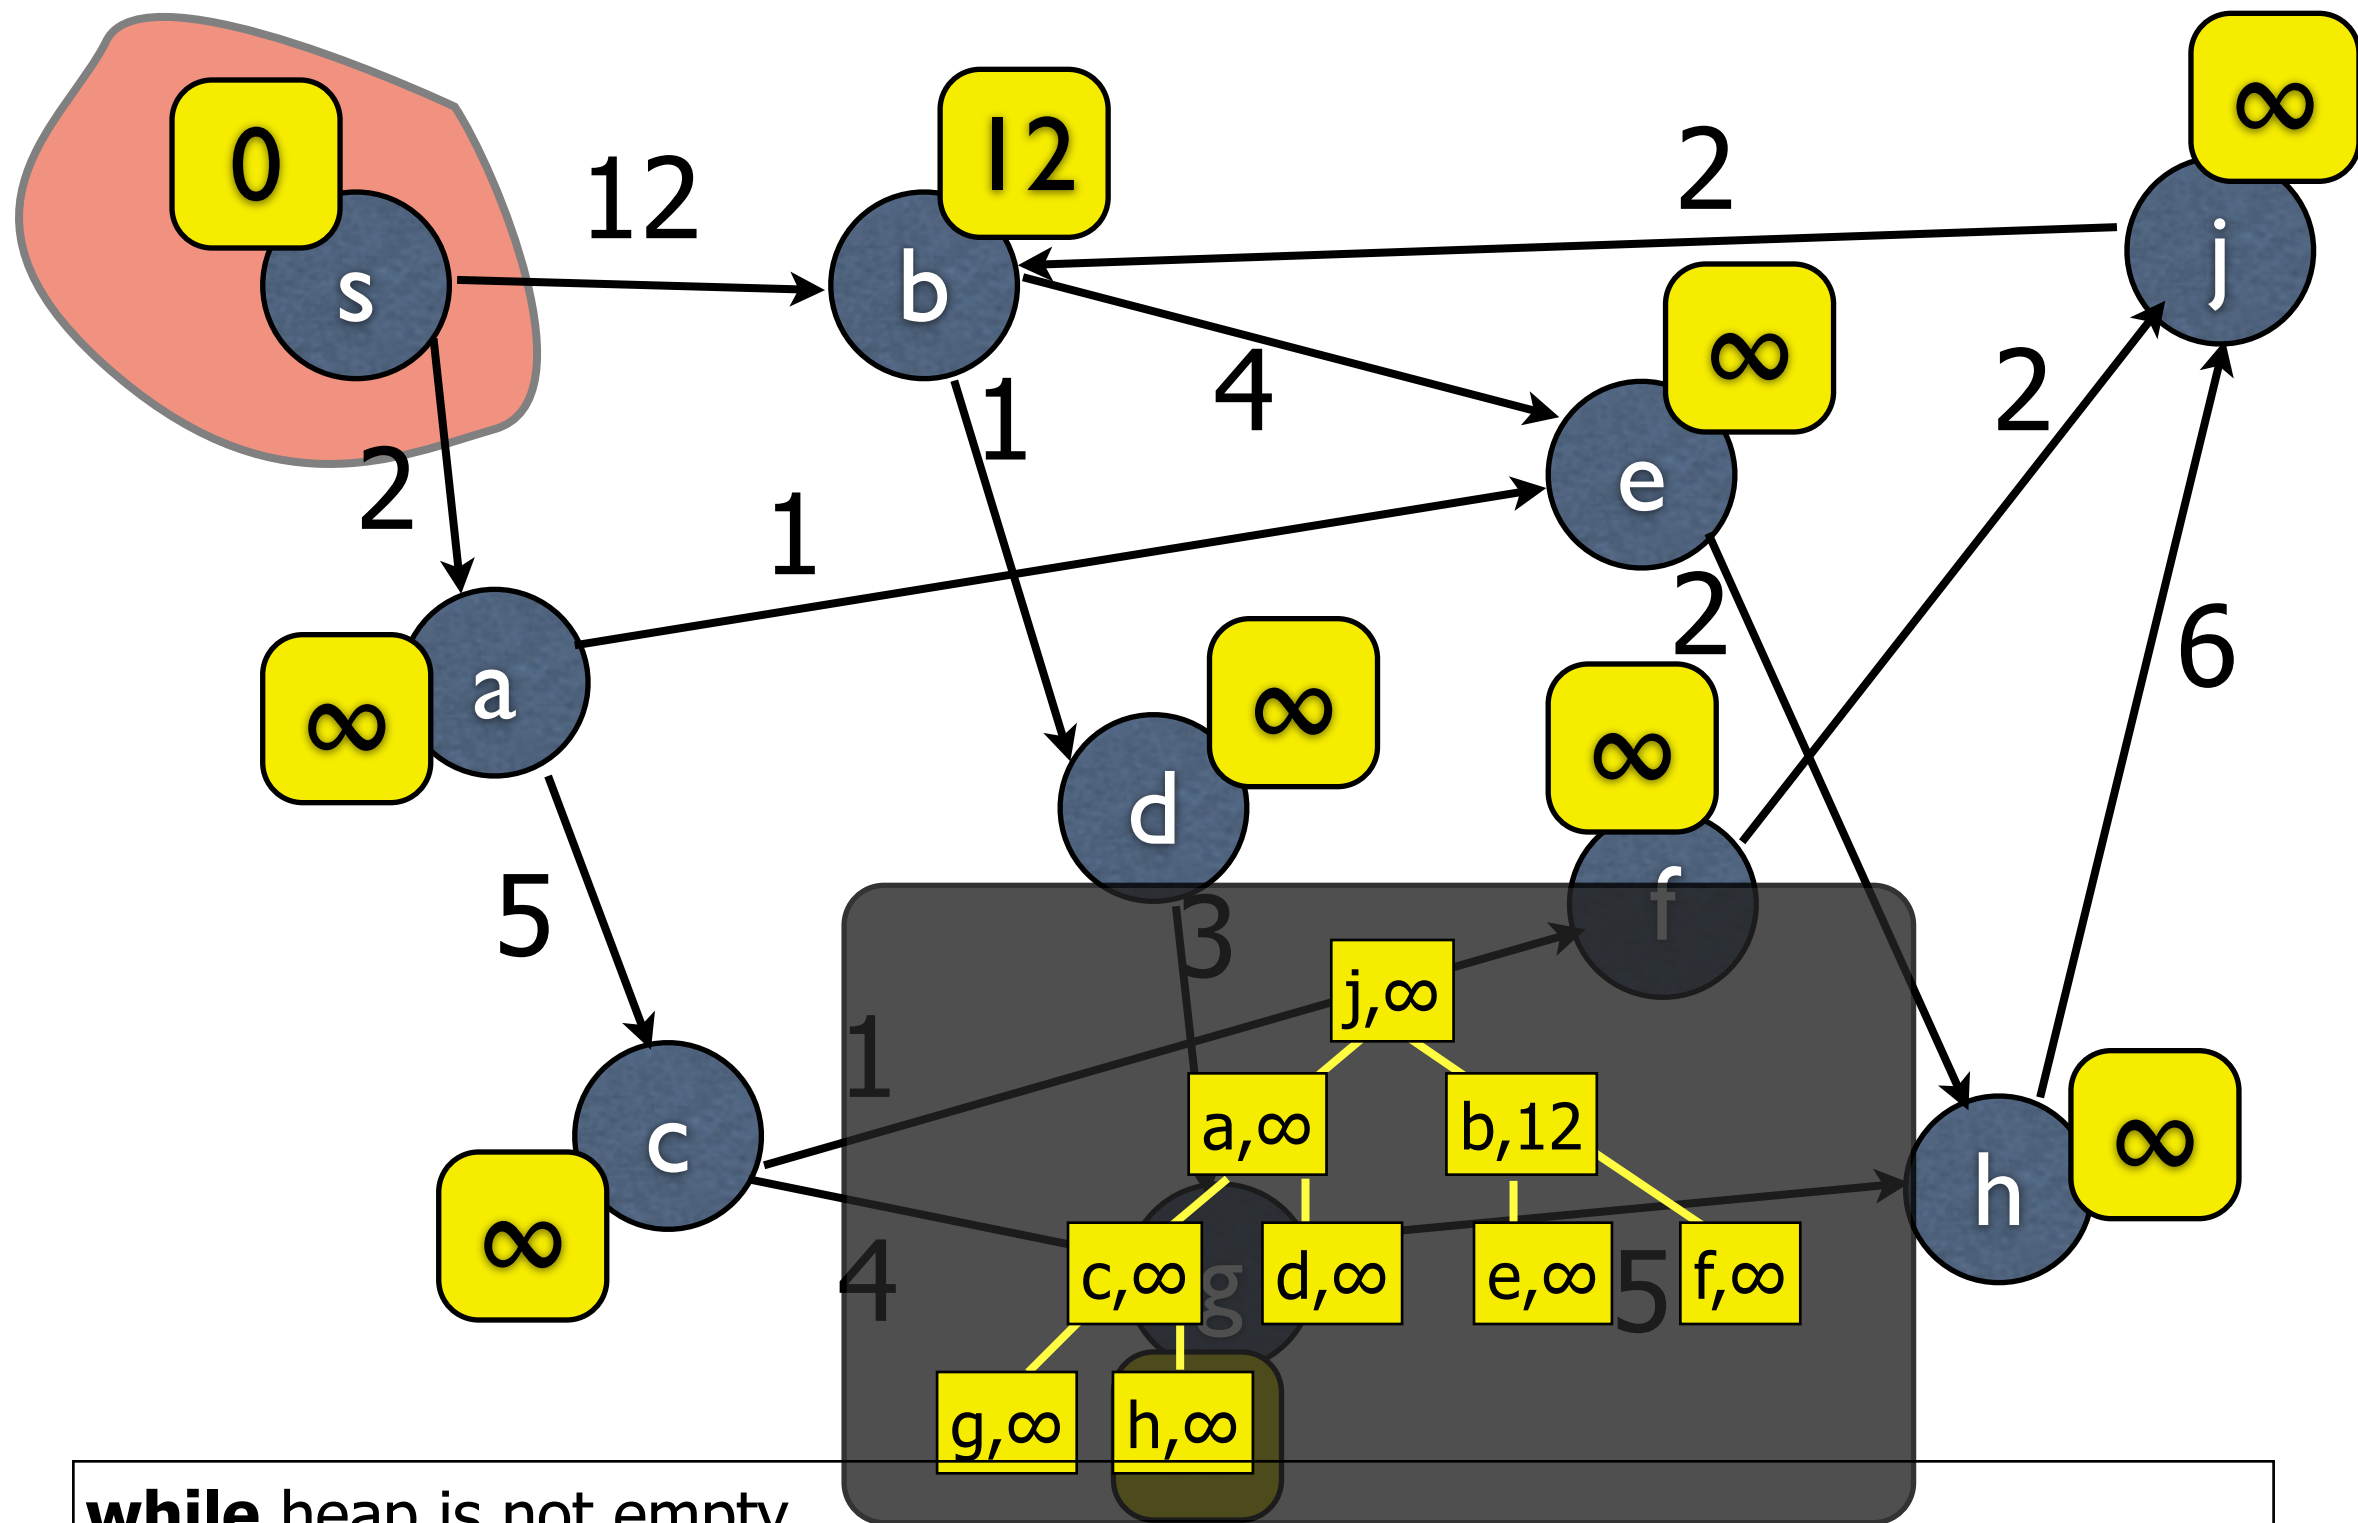 ∞
0
12
12
2
s
b
j
∞
4
2
1
2
e
1
2
6
∞
a
∞
∞
d
5
f
3
j,∞
1
a,∞
b,12
c
h
∞
∞
4
c,∞
g
d,∞
e,∞
5
f,∞
g,∞
h,∞
while heap is not empty